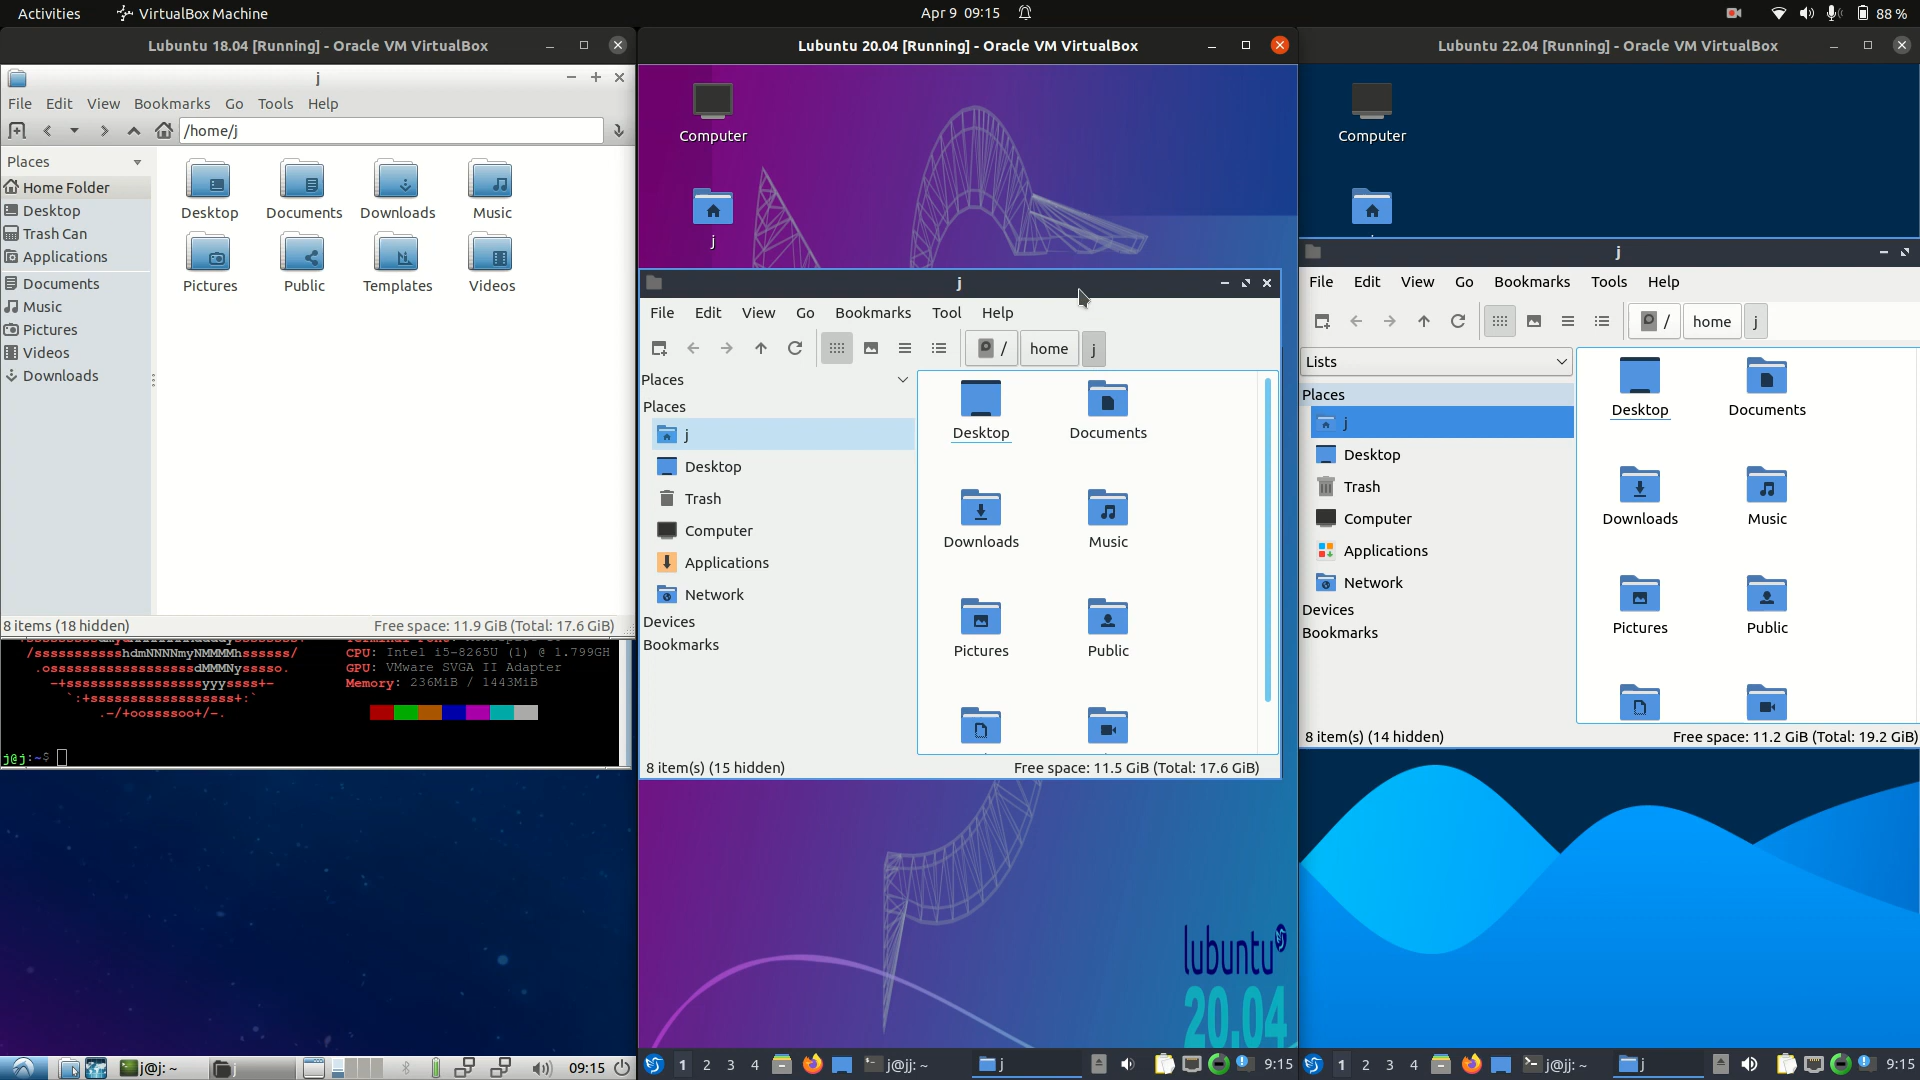 Activities
VirtualBox Machine
Apr 9 09:15
88 %
Lubuntu 18.04 [Running] - Oracle VM VirtualBox
j
File Edit View Bookmarks Go Tools Help
/home/j
Places
Home Folder
Desktop
Trash Can
Applications
Documents
Music
Pictures
Videos
Downloads
Desktop Documents Downloads Music
Pictures Public Templates Videos
8 items (18 hidden)
Free space: 11.9 GiB (Total: 17.6 GiB)
/ssssssssssshdmNNNNmyNMMMMhssssss/
CPU: Intel i5-8265U (1) @ 1.799GH
.ossssssssssssssssssdMMMNysssso.
GPU: VMware SVGA II Adapter
-+sssssssssssssssssyyyssss+-
Memory: 236MiB / 1443MiB
`:+ssssssssssssssssss+:`
.-/+oossssoo+/-.
j@j:~$
j@j: ~
09:15
Lubuntu 20.04 [Running] - Oracle VM VirtualBox
Computer
j
j
File Edit View Go Bookmarks Tool Help
/ home j
Places
Places
j
Desktop
Trash
Computer
Applications
Network
Devices
Bookmarks
Desktop Documents
Downloads Music
Pictures Public
8 item(s) (15 hidden)
Free space: 11.5 GiB (Total: 17.6 GiB)
lubuntu
20.04
1 2 3 4
j@jj: ~
j
9:15
Lubuntu 22.04 [Running] - Oracle VM VirtualBox
Computer
j
File Edit View Go Bookmarks Tools Help
/ home j
Lists
Places
j
Desktop
Trash
Computer
Applications
Network
Devices
Bookmarks
Desktop Documents
Downloads Music
Pictures Public
8 item(s) (14 hidden)
Free space: 11.2 GiB (Total: 19.2 GiB)
1 2 3 4
j@jj: ~
j
9:15